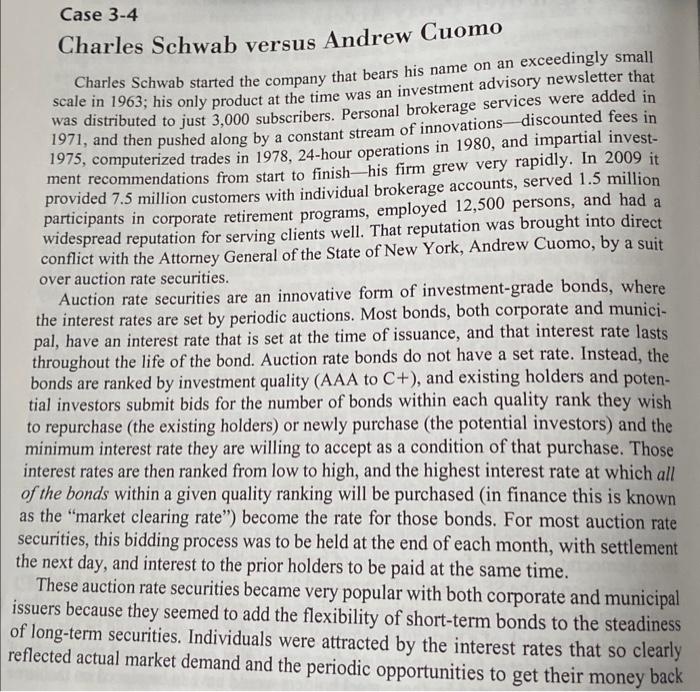 Case 3-4
Charles Schwab versus Andrew Cuomo
Charles Schwab started the company that bears his name on an exceedingly small
scale in 1963; his only product at the time was an investment advisory newsletter that
was distributed to just 3,000 subscribers. Personal brokerage services were added in
1971, and then pushed along by a constant stream of innovations—discounted fees in
1975, computerized trades in 1978, 24-hour operations in 1980, and impartial invest-
ment recommendations from start to finish—his firm grew very rapidly. In 2009 it
provided 7.5 million customers with individual brokerage accounts, served 1.5 million
participants in corporate retirement programs, employed 12,500 persons, and had a
widespread reputation for serving clients well. That reputation was brought into direct
conflict with the Attorney General of the State of New York, Andrew Cuomo, by a suit
over auction rate securities.
Auction rate securities are an innovative form of investment-grade bonds, where
the interest rates are set by periodic auctions. Most bonds, both corporate and munici-
pal, have an interest rate that is set at the time of issuance, and that interest rate lasts
throughout the life of the bond. Auction rate bonds do not have a set rate. Instead, the
bonds are ranked by investment quality (AAA to C+), and existing holders and poten-
tial investors submit bids for the number of bonds within each quality rank they wish
to repurchase (the existing holders) or newly purchase (the potential investors) and the
minimum interest rate they are willing to accept as a condition of that purchase. Those
interest rates are then ranked from low to high, and the highest interest rate at which all
of the bonds within a given quality ranking will be purchased (in finance this is known
as the “market clearing rate”) become the rate for those bonds. For most auction rate
securities, this bidding process was to be held at the end of each month, with settlement
the next day, and interest to the prior holders to be paid at the same time.
These auction rate securities became very popular with both corporate and municipal
issuers because they seemed to add the flexibility of short-term bonds to the steadiness
of long-term securities. Individuals were attracted by the interest rates that so clearly
reflected actual market demand and the periodic opportunities to get their money back